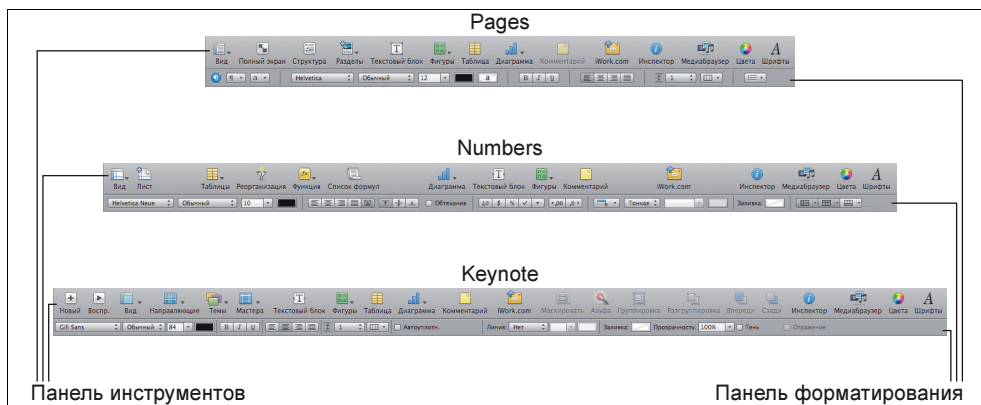 Pages
Вид Полный экран Структура Разделы Текстовый блок Фигуры Таблица Диаграмма Комментарий iWork.com Инспектор Медиабраузер Цвета Шрифты
¶ ¶ a Helvetica Обычный 12 a B I U 1
Numbers
Вид Лист Таблицы Реорганизация Функция Список формул Диаграмма Текстовый блок Фигуры Комментарий iWork.com Инспектор Медиабраузер Цвета Шрифты
Helvetica Neue Обычный 10 Обтекание 1,0 $ % ✓ Тонкая Заливка:
Keynote
Новый Воспр. Вид Направляющие Темы Мастера Текстовый блок Фигуры Таблица Диаграмма Комментарий iWork.com Маскировать Альфа Группировка Разгруппировка Впереди Сзади Инспектор Медиабраузер Цвета Шрифты
Gill Sans Обычный 84 B I U 1 Автоуплотн. Линия: Нет Заливка: Прозрачность: 100% Тень Отражение
Панель инструментов Панель форматирования